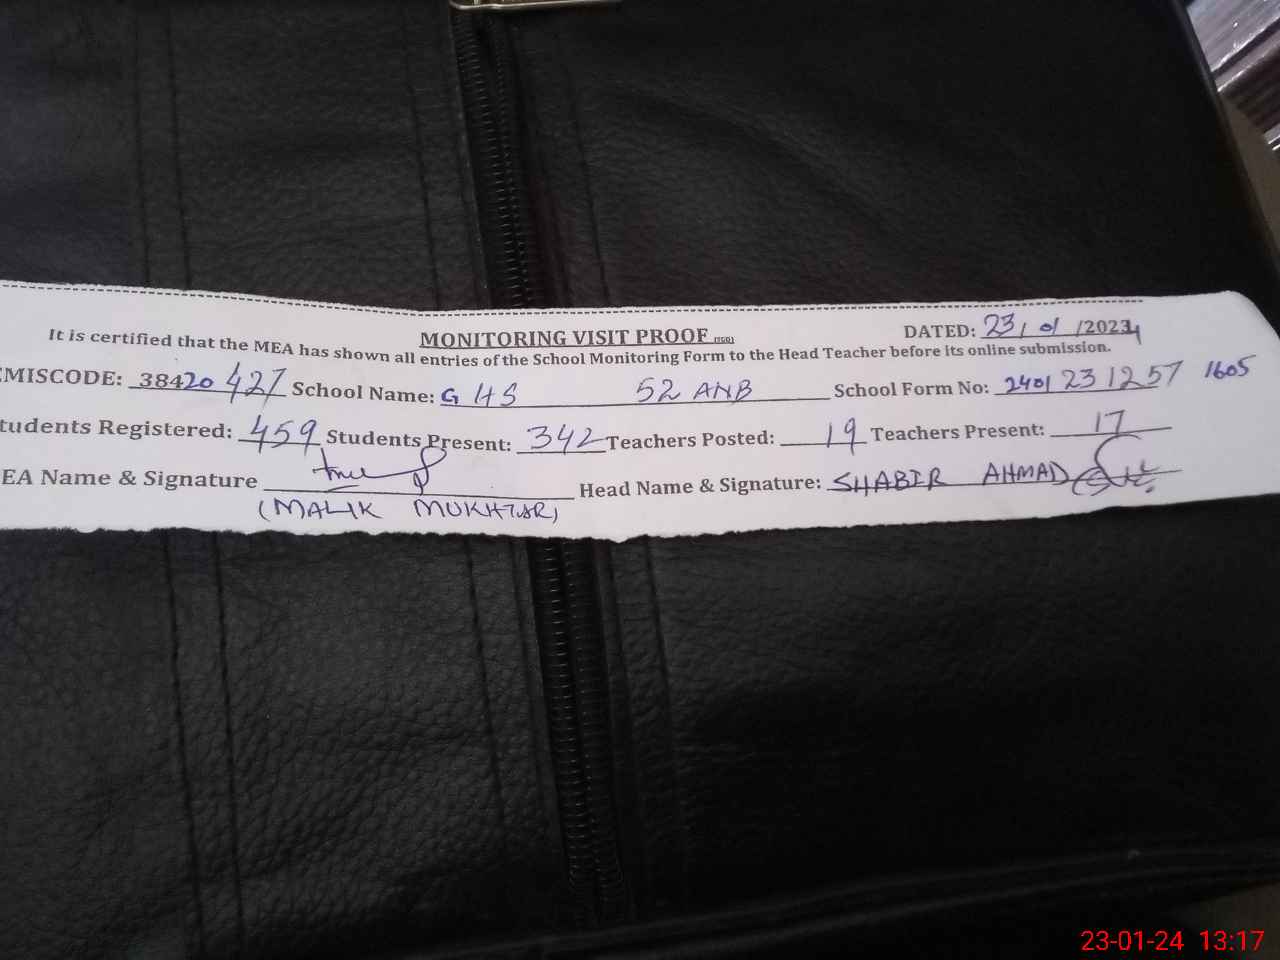 MONITORING VISIT PROOF DATED: 23/01/2024
It is certified that the MEA has shown all entries of the School Monitoring Form to the Head Teacher before its online submission.
EMISCODE: 38420427 School Name: GHS 52 ANB School Form No: 2401231257 1605
tudents Registered: 459 Students Present: 342 Teachers Posted: 19 Teachers Present: 17
EA Name & Signature Head Name & Signature: SHABIR AHMAD
(MALIK MUKHTAR)
23-01-24 13:17